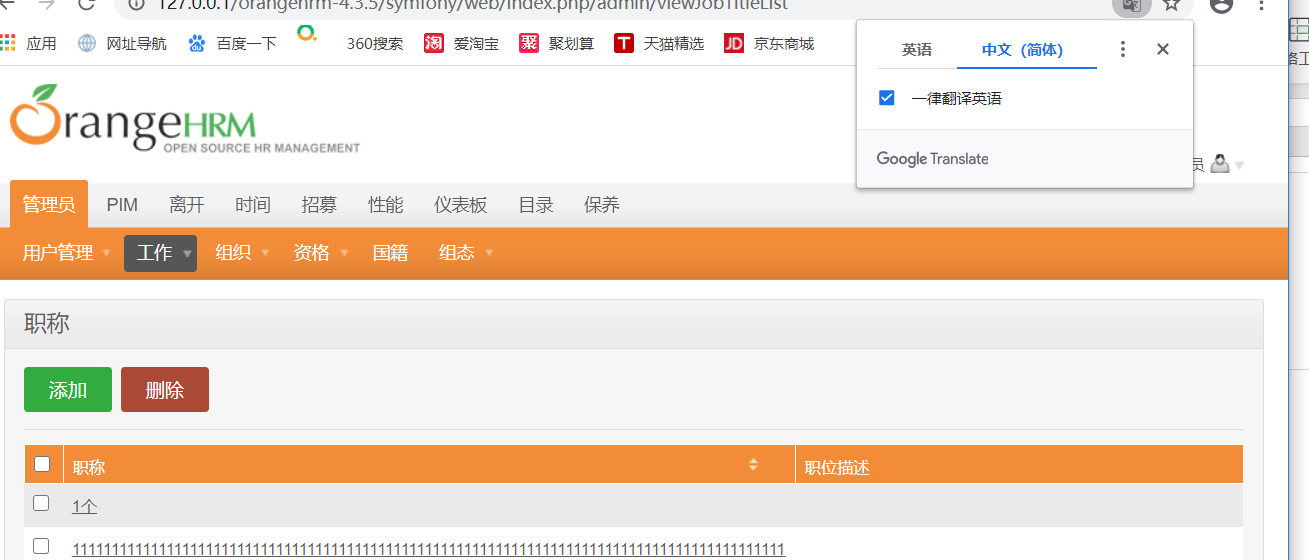 127.0.0.1/orangehrm-4.3.5/symfony/web/index.php/admin/viewJobTitleList
应用 网址导航 百度一下 360搜索 淘 爱淘宝 聚 聚划算 T 天猫精选 JD 京东商城
英语 中文（简体）
一律翻译英语
Google Translate
OrangeHRM
OPEN SOURCE HR MANAGEMENT
员
管理员 PIM 离开 时间 招募 性能 仪表板 目录 保养
用户管理 工作 组织 资格 国籍 组态
职称
添加 删除
职称 职位描述
1个